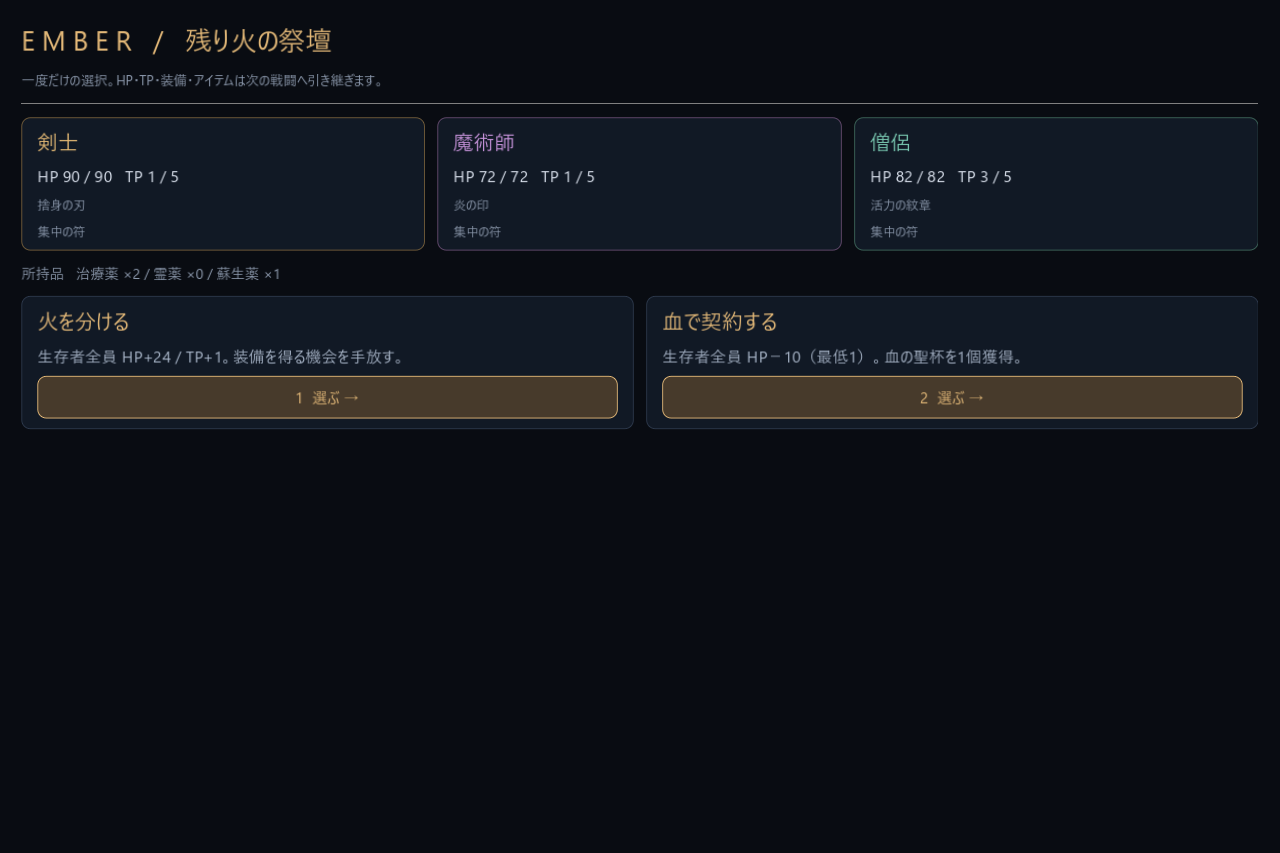 EMBER / 残り火の祭壇
一度だけの選択。HP・TP・装備・アイテムは次の戦闘へ引き継ぎます。
剣士
HP 90 / 90 TP 1 / 5
捨身の刃
集中の符
魔術師
HP 72 / 72 TP 1 / 5
炎の印
集中の符
僧侶
HP 82 / 82 TP 3 / 5
活力の紋章
集中の符
所持品 治療薬 ×2 / 霊薬 ×0 / 蘇生薬 ×1
火を分ける
生存者全員 HP+24 / TP+1。装備を得る機会を手放す。
1 選ぶ →
血で契約する
生存者全員 HP−10（最低1）。血の聖杯を1個獲得。
2 選ぶ →